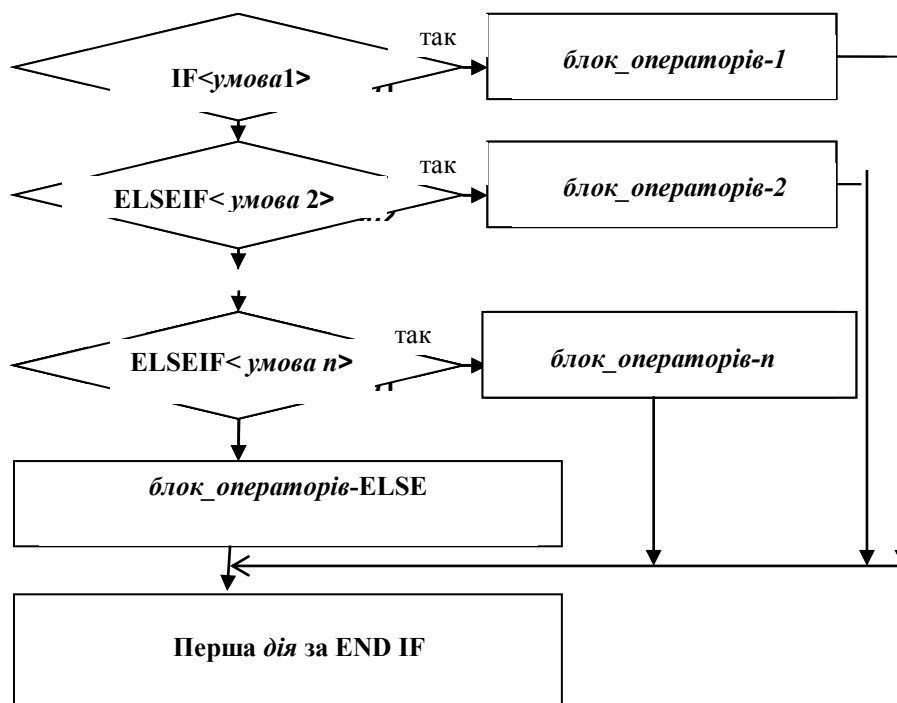 так
IF<умова1>
блок_операторів-1
так
ELSEIF< умова 2>
блок_операторів-2
так
ELSEIF< умова n>
блок_операторів-n
блок_операторів-ELSE
Перша дія за END IF